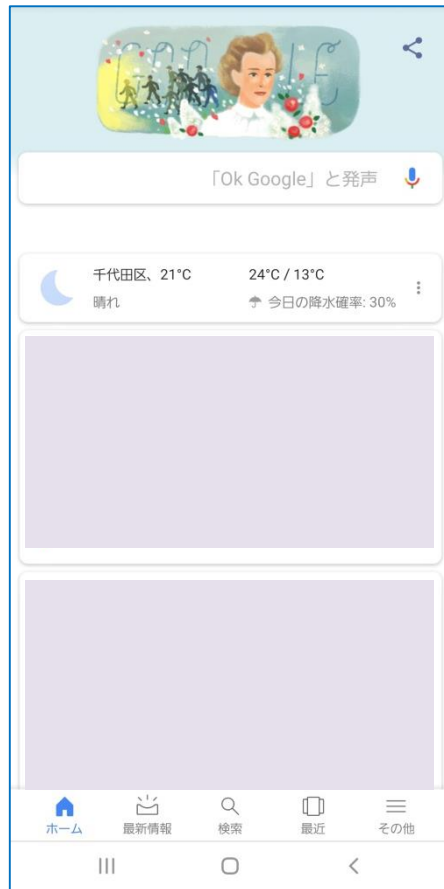 GOOGLE
「Ok Google」と発声
千代田区、21°C
24°C / 13°C
晴れ
今日の降水確率: 30%
ホーム
最新情報
検索
最近
その他